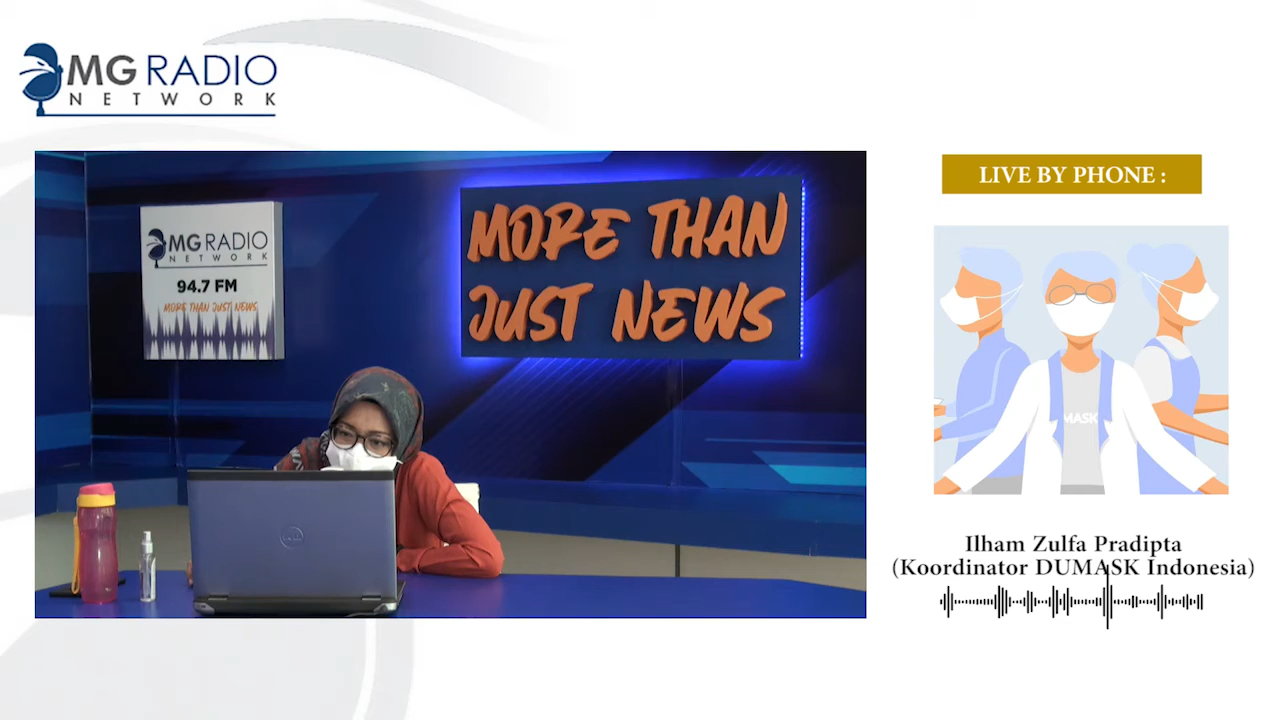 MG RADIO
NETWORK
MG RADIO
NETWORK
94.7 FM
MORE THAN JUST NEWS
MORE THAN
JUST NEWS
DELL
LIVE BY PHONE :
MASK
Ilham Zulfa Pradipta
(Koordinator DUMASK Indonesia)